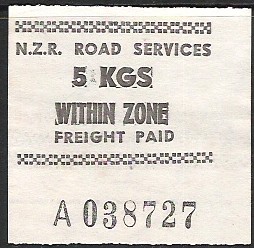 N.Z.R. ROAD SERVICES
5 KGS
WITHIN ZONE
FREIGHT PAID
A 038727